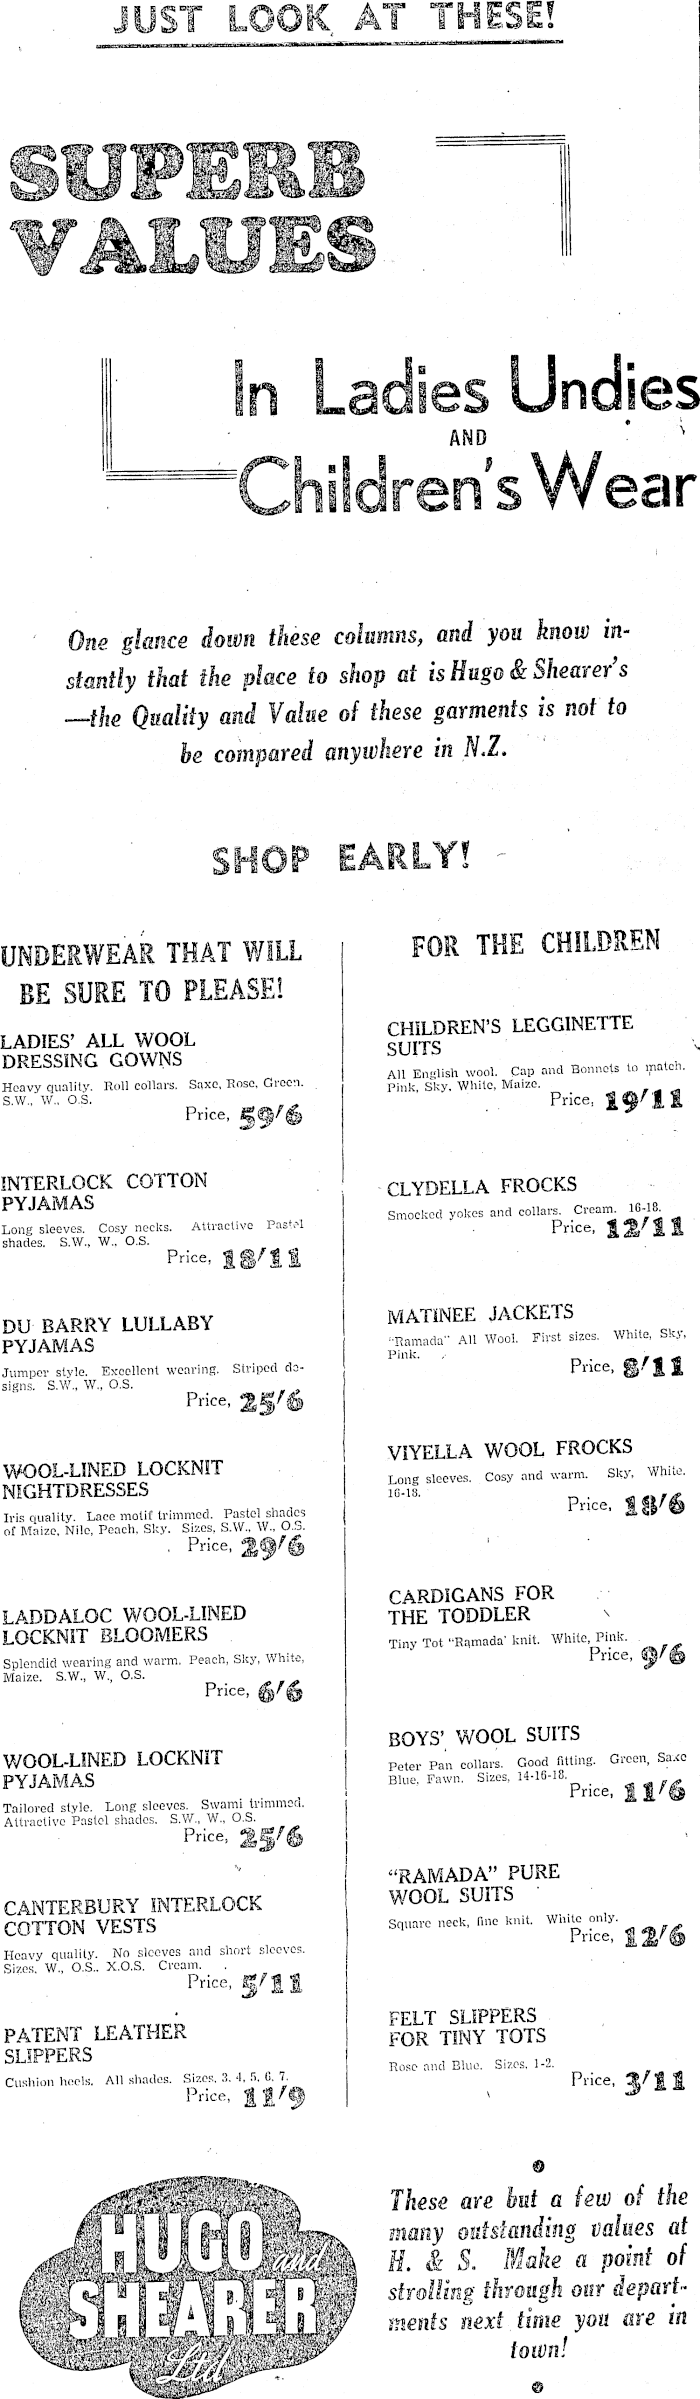 JUST LOOK AT THESE!
SUPERB
VALUES
In Ladies Undies
AND
Children's Wear
One glance down these columns, and you know in-
stantly that the place to shop at is Hugo & Shearer's
—the Quality and Value of these garments is not to
be compared anywhere in N.Z.
SHOP EARLY!
UNDERWEAR THAT WILL
BE SURE TO PLEASE!
LADIES' ALL WOOL
DRESSING GOWNS
Heavy quality. Roll collars. Saxe, Rose, Green.
S.W., W., O.S.
Price, 59/6
INTERLOCK COTTON
PYJAMAS
Long sleeves. Cosy necks. Attractive Pastel
shades. S.W., W., O.S.
Price, 18/11
DU BARRY LULLABY
PYJAMAS
Jumper style. Excellent wearing. Striped de-
signs. S.W., W., O.S.
Price, 25/6
WOOL-LINED LOCKNIT
NIGHTDRESSES
Iris quality. Lace motif trimmed. Pastel shades
of Maize, Nile, Peach, Sky. Sizes, S.W., W., O.S.
Price, 29/6
LADDALOC WOOL-LINED
LOCKNIT BLOOMERS
Splendid wearing and warm. Peach, Sky, White,
Maize. S.W., W., O.S.
Price, 6/6
WOOL-LINED LOCKNIT
PYJAMAS
Tailored style. Long sleeves. Swami trimmed.
Attractive Pastel shades. S.W., W., O.S.
Price, 25/6
CANTERBURY INTERLOCK
COTTON VESTS
Heavy quality. No sleeves and short sleeves.
Sizes, W., O.S., X.O.S. Cream.
Price, 5/11
PATENT LEATHER
SLIPPERS
Cushion heels. All shades. Sizes, 3, 4, 5, 6, 7.
Price, 11/9
FOR THE CHILDREN
CHILDREN'S LEGGINETTE
SUITS
All English wool. Cap and Bonnets to match.
Pink, Sky, White, Maize.
Price, 19/11
CLYDELLA FROCKS
Smocked yokes and collars. Cream. 16-18.
Price, 12/11
MATINEE JACKETS
"Ramada" All Wool. First sizes. White, Sky,
Pink.
Price, 8/11
VIYELLA WOOL FROCKS
Long sleeves. Cosy and warm. Sky, White.
16-18.
Price, 18/6
CARDIGANS FOR
THE TODDLER
Tiny Tot "Ramada' knit. White, Pink.
Price, 9/6
BOYS' WOOL SUITS
Peter Pan collars. Good fitting. Green, Saxe
Blue, Fawn. Sizes, 14-16-18.
Price, 11/6
"RAMADA" PURE
WOOL SUITS
Square neck, fine knit. White only.
Price, 12/6
FELT SLIPPERS
FOR TINY TOTS
Rose and Blue. Sizes, 1-2.
Price, 3/11
HUGO and
SHEARER
Ltd
These are but a few of the
many outstanding values at
H. & S. Make a point of
strolling through our depart-
ments next time you are in
town!